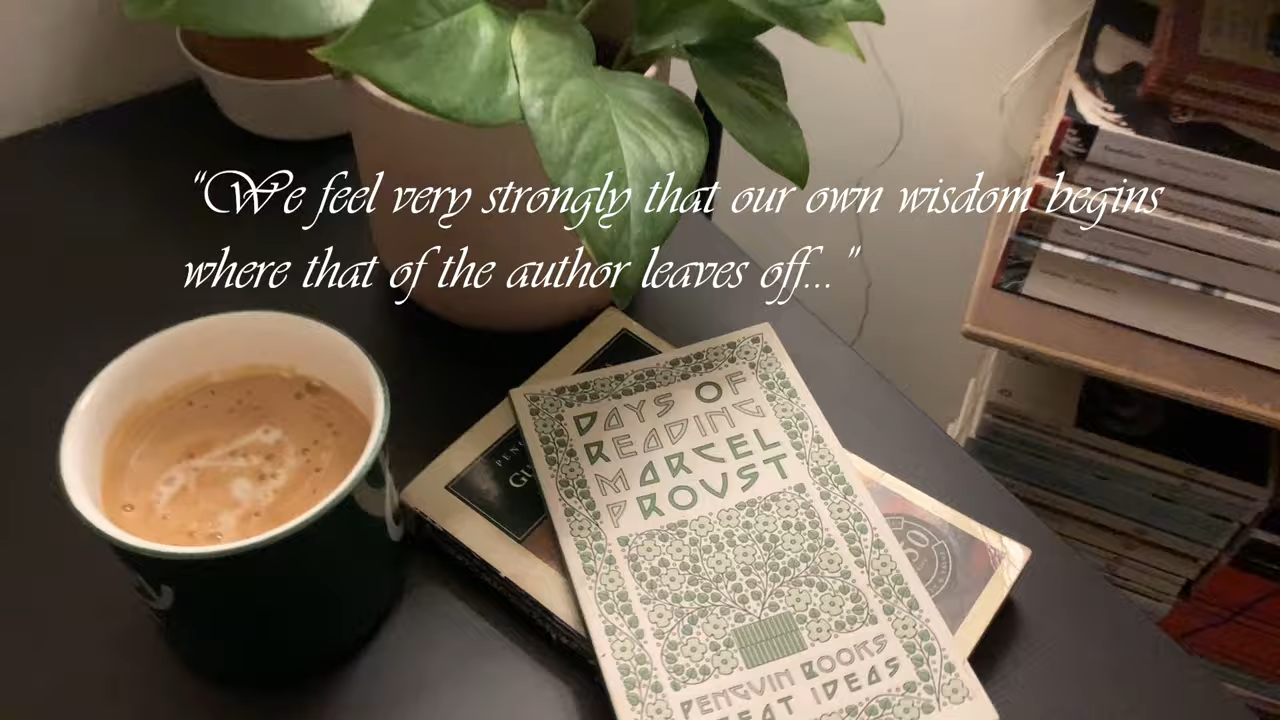 "We feel very strongly that our own wisdom begins
where that of the author leaves off..."
DAYS OF
READING
MARCEL
PROUST
PENGUIN BOOKS
GREAT IDEAS